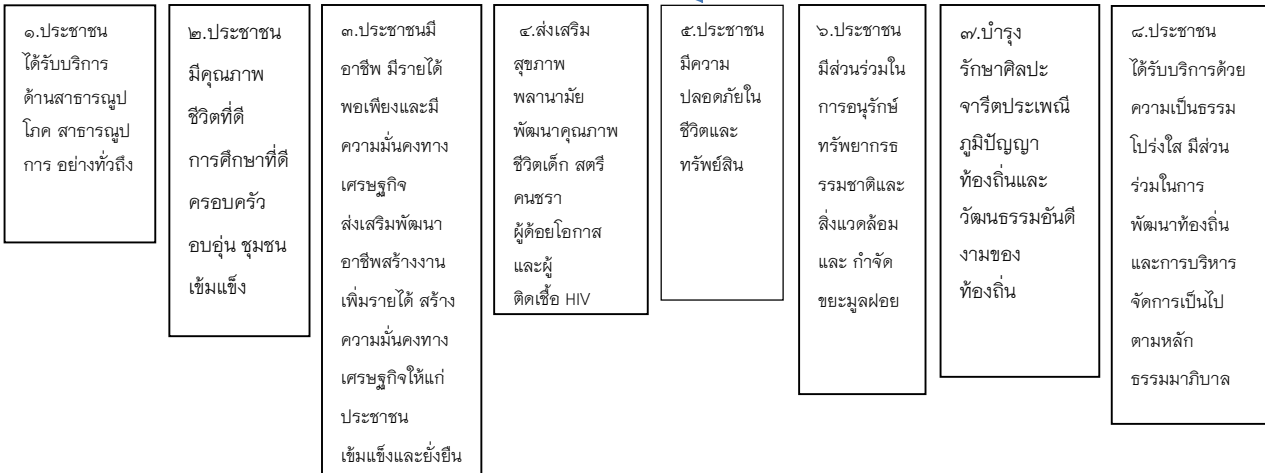 ๑.ประชาชน
ได้รับบริการ
ด้านสาธารณูป
โภค สาธารณูป
การ อย่างทั่วถึง
๒.ประชาชน
มีคุณภาพ
ชีวิตที่ดี
การศึกษาที่ดี
ครอบครัว
อบอุ่น ชุมชน
เข้มแข็ง
๓.ประชาชนมี
อาชีพ มีรายได้
พอเพียงและมี
ความมั่นคงทาง
เศรษฐกิจ
ส่งเสริมพัฒนา
อาชีพสร้างงาน
เพิ่มรายได้ สร้าง
ความมั่นคงทาง
เศรษฐกิจให้แก่
ประชาชน
เข้มแข็งและยั่งยืน
๔.ส่งเสริม
สุขภาพ
พลานามัย
พัฒนาคุณภาพ
ชีวิตเด็ก สตรี
คนชรา
ผู้ด้อยโอกาส
และผู้
ติดเชื้อ HIV
๕.ประชาชน
มีความ
ปลอดภัยใน
ชีวิตและ
ทรัพย์สิน
๖.ประชาชน
มีส่วนร่วมใน
การอนุรักษ์
ทรัพยากรธ
รรมชาติและ
สิ่งแวดล้อม
และ กำจัด
ขยะมูลฝอย
๗.บำรุง
รักษาศิลปะ
จารีตประเพณี
ภูมิปัญญา
ท้องถิ่นและ
วัฒนธรรมอันดี
งามของ
ท้องถิ่น
๘.ประชาชน
ได้รับบริการด้วย
ความเป็นธรรม
โปร่งใส มีส่วน
ร่วมในการ
พัฒนาท้องถิ่น
และการบริหาร
จัดการเป็นไป
ตามหลัก
ธรรมมาภิบาล